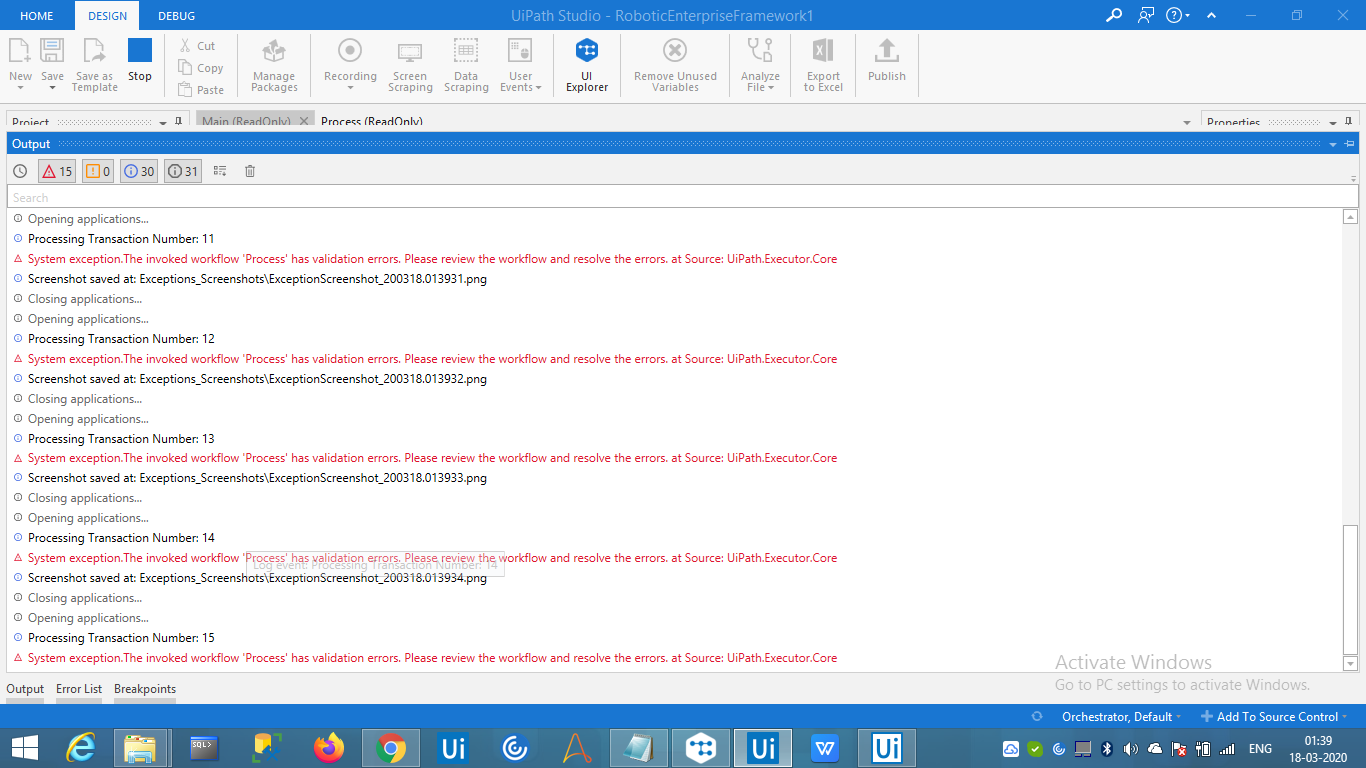 HOME DESIGN DEBUG UiPath Studio - RoboticEnterpriseFramework1
New Save Save as Template Stop
Cut
Copy
Paste
Manage Packages Recording Screen Scraping Data Scraping User Events UI Explorer Remove Unused Variables Analyze File Export to Excel Publish
Project Main (ReadOnly) Process (ReadOnly) Properties
Output
15 0 30 31
Search
Opening applications...
Processing Transaction Number: 11
System exception.The invoked workflow 'Process' has validation errors. Please review the workflow and resolve the errors. at Source: UiPath.Executor.Core
Screenshot saved at: Exceptions_Screenshots\ExceptionScreenshot_200318.013931.png
Closing applications...
Opening applications...
Processing Transaction Number: 12
System exception.The invoked workflow 'Process' has validation errors. Please review the workflow and resolve the errors. at Source: UiPath.Executor.Core
Screenshot saved at: Exceptions_Screenshots\ExceptionScreenshot_200318.013932.png
Closing applications...
Opening applications...
Processing Transaction Number: 13
System exception.The invoked workflow 'Process' has validation errors. Please review the workflow and resolve the errors. at Source: UiPath.Executor.Core
Screenshot saved at: Exceptions_Screenshots\ExceptionScreenshot_200318.013933.png
Closing applications...
Opening applications...
Processing Transaction Number: 14
System exception.The invoked workflow 'Process' has validation errors. Please review the workflow and resolve the errors. at Source: UiPath.Executor.Core
Log event: Processing Transaction Number: 14
Screenshot saved at: Exceptions_Screenshots\ExceptionScreenshot_200318.013934.png
Closing applications...
Opening applications...
Processing Transaction Number: 15
System exception.The invoked workflow 'Process' has validation errors. Please review the workflow and resolve the errors. at Source: UiPath.Executor.Core
Activate Windows
Go to PC settings to activate Windows.
Output Error List Breakpoints
Orchestrator, Default Add To Source Control
SQL> Ui Ui W Ui ENG 01:39
18-03-2020